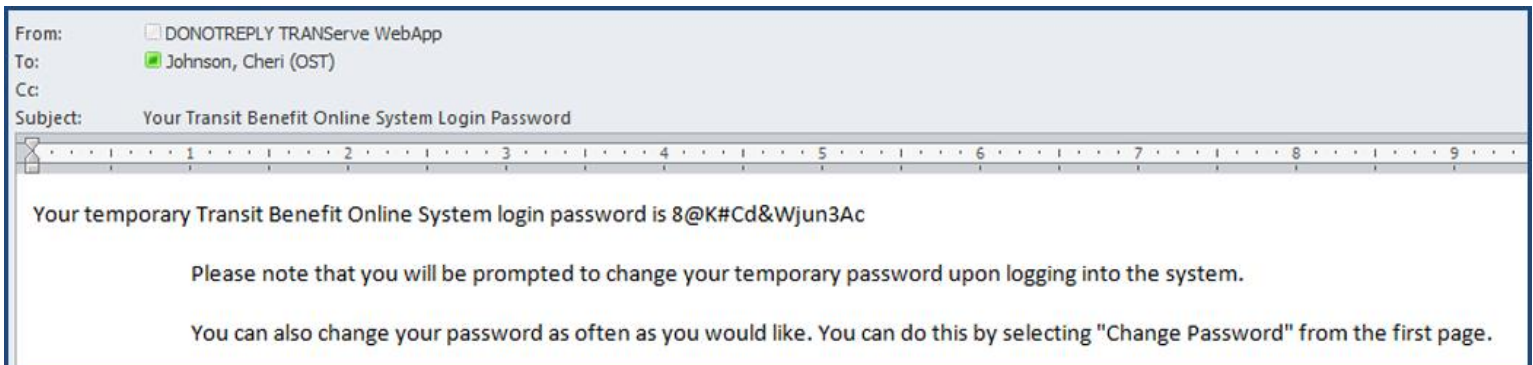 From: DONOTREPLY TRANServe WebApp
To: Johnson, Cheri (OST)
Cc:
Subject: Your Transit Benefit Online System Login Password
1 2 3 4 5 6 7 8 9
Your temporary Transit Benefit Online System login password is 8@K#Cd&Wjun3Ac
Please note that you will be prompted to change your temporary password upon logging into the system.
You can also change your password as often as you would like. You can do this by selecting "Change Password" from the first page.